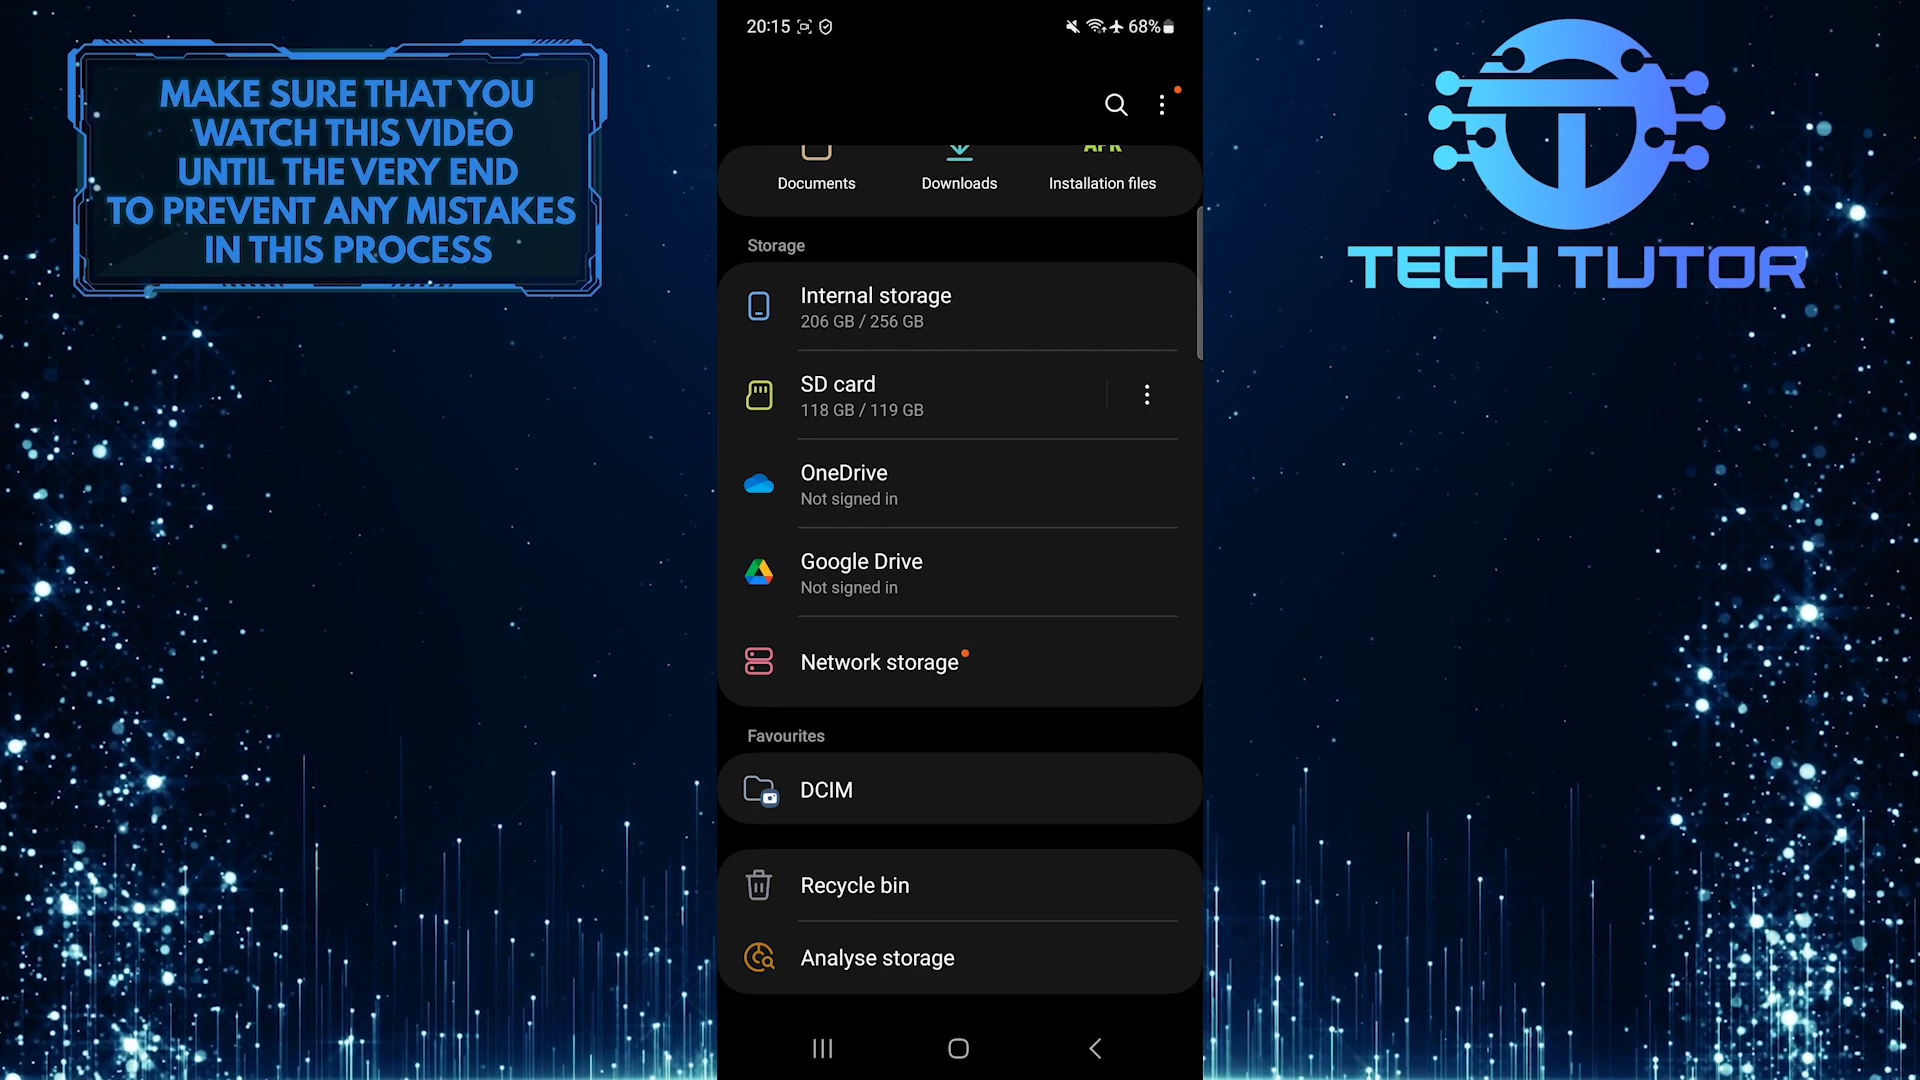 MAKE SURE THAT YOU
WATCH THIS VIDEO
UNTIL THE VERY END
TO PREVENT ANY MISTAKES
IN THIS PROCESS
20:15
68%
Documents
Downloads
APK
Installation files
Storage
Internal storage
206 GB / 256 GB
SD card
118 GB / 119 GB
OneDrive
Not signed in
Google Drive
Not signed in
Network storage
Favourites
DCIM
Recycle bin
Analyse storage
TECH TUTOR